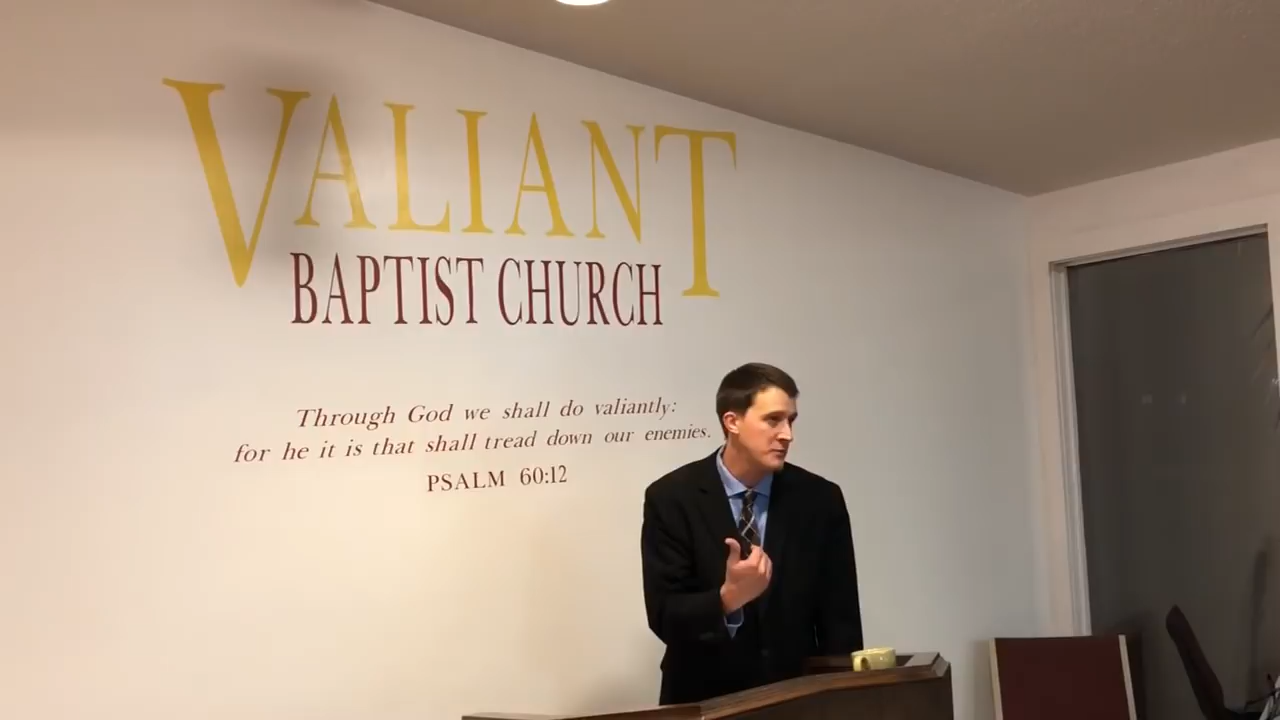 VALIANT
BAPTIST CHURCH
Through God we shall do valiantly:
for he it is that shall tread down our enemies.
PSALM 60:12